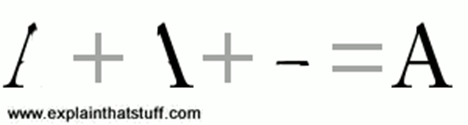 / + \ + - = A
www.explainthatstuff.com